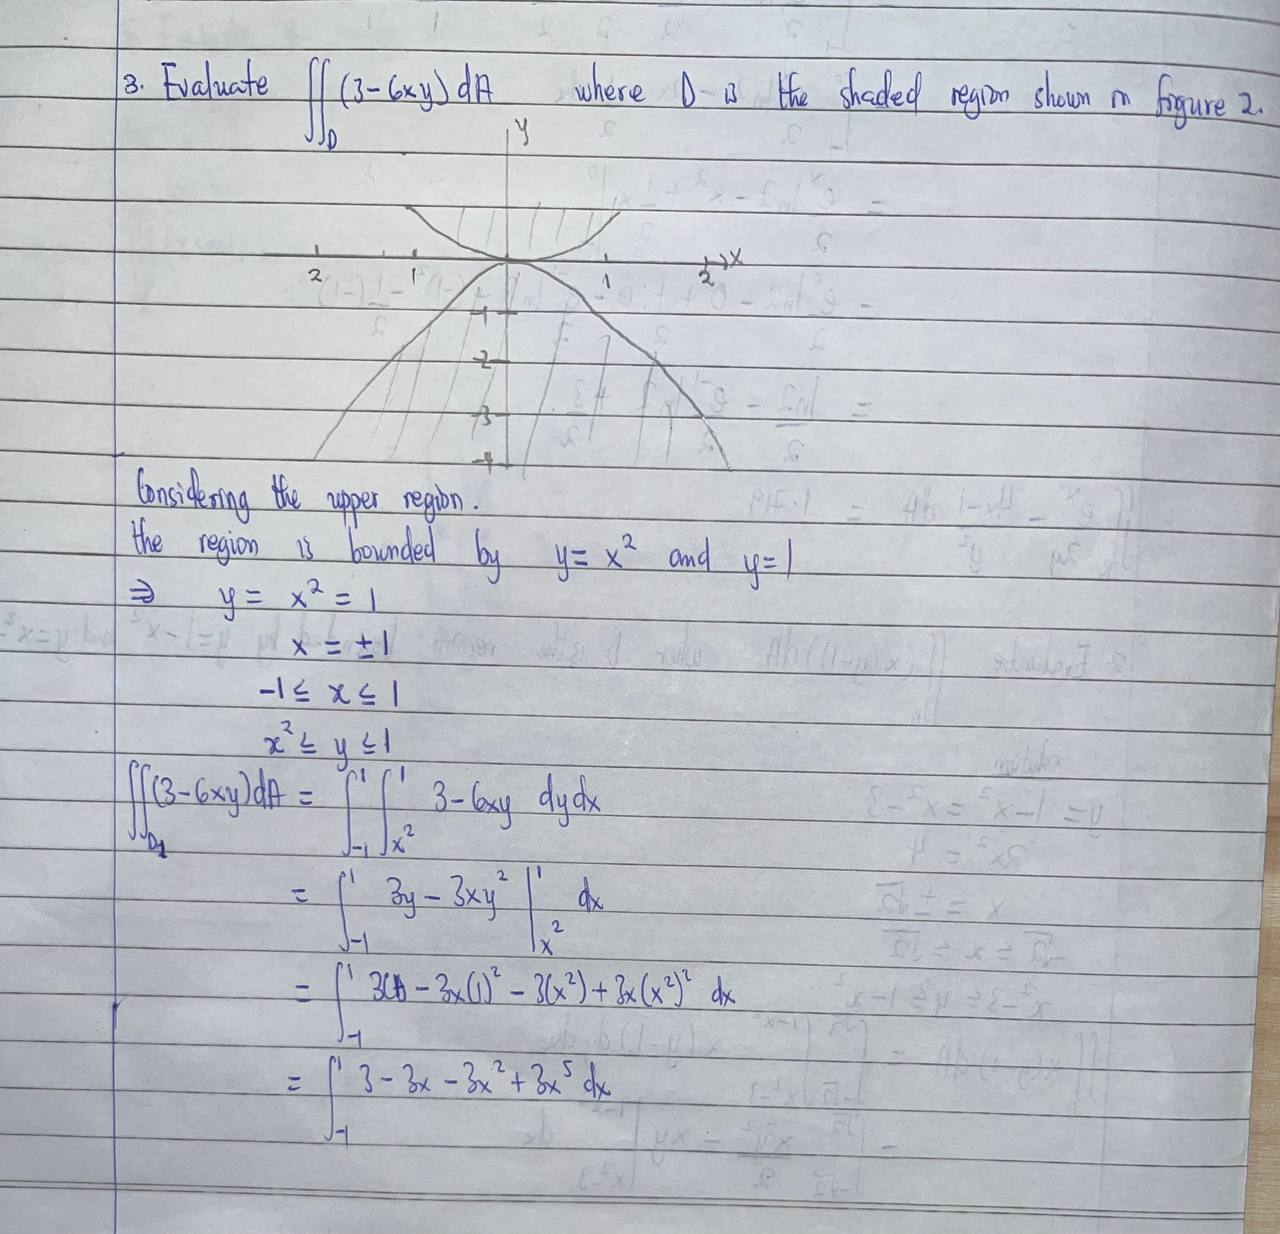 3. Evaluate ∬_D (3-6xy) dA where D is the shaded region shown in figure 2.
y
2 1 1 2 x
-1
-2
-3
-4
Considering the upper region.
the region is bounded by y = x² and y = 1
⇒ y = x² = 1
x = ±1
-1 ≤ x ≤ 1
x² ≤ y ≤ 1
∬_D₁ (3-6xy) dA = ∫_{-1}^{1} ∫_{x²}^{1} 3-6xy dy dx
= ∫_{-1}^{1} 3y - 3xy² |_{x²}^{1} dx
= ∫_{-1}^{1} 3(1) - 3x(1)² - 3(x²) + 3x(x²)² dx
= ∫_{-1}^{1} 3 - 3x - 3x² + 3x⁵ dx